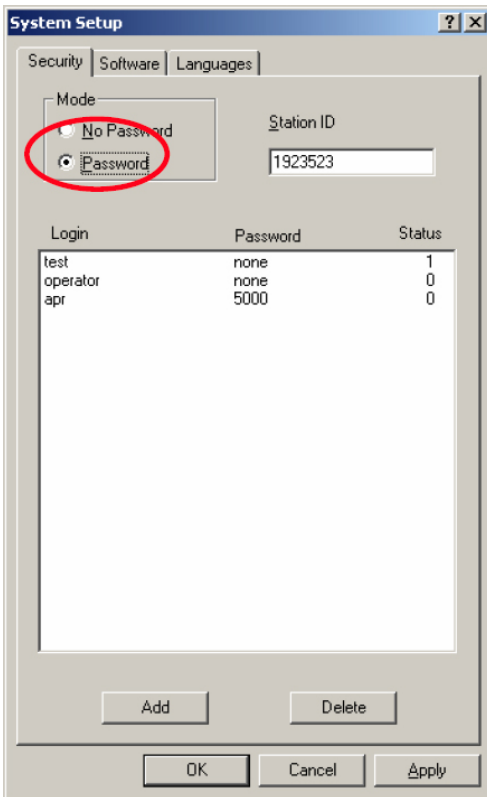 System Setup
Security Software Languages
Mode
No Password
Password
Station ID
1923523
Login Password Status
test none 1
operator none 0
apr 5000 0
Add Delete
OK Cancel Apply